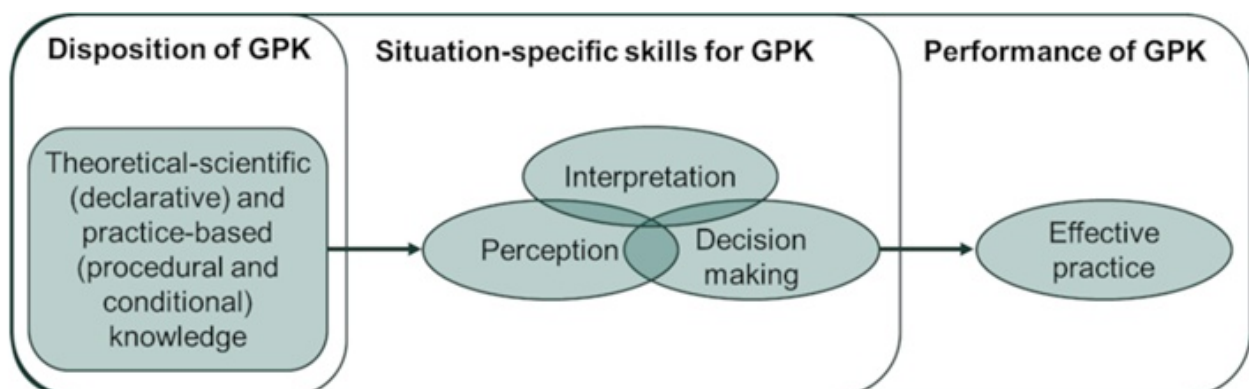 Disposition of GPK
Situation-specific skills for GPK
Performance of GPK
Theoretical-scientific
(declarative) and
practice-based
(procedural and
conditional)
knowledge
Interpretation
Perception
Decision
making
Effective
practice